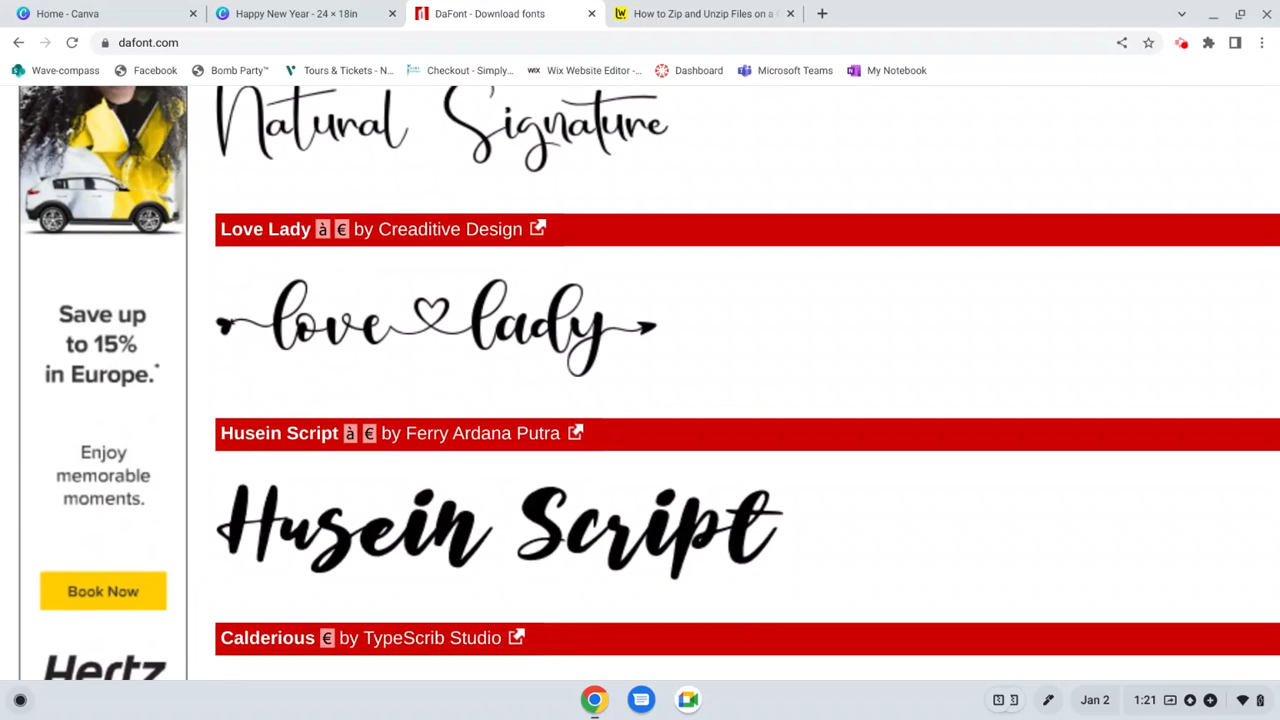 Home - Canva
Happy New Year - 24 × 18in
DaFont - Download fonts
How to Zip and Unzip Files on a C
dafont.com
Wave-compass
Facebook
Bomb Party™
Tours & Tickets - N...
Checkout - Simply...
WIX Wix Website Editor -...
Dashboard
Microsoft Teams
My Notebook
Natural Signature
Love Lady à € by Creaditive Design
love lady
Husein Script à € by Ferry Ardana Putra
Husein Script
Calderious € by TypeScrib Studio
Save up
to 15%
in Europe.*
Enjoy
memorable
moments.
Book Now
Hertz
Jan 2
1:21